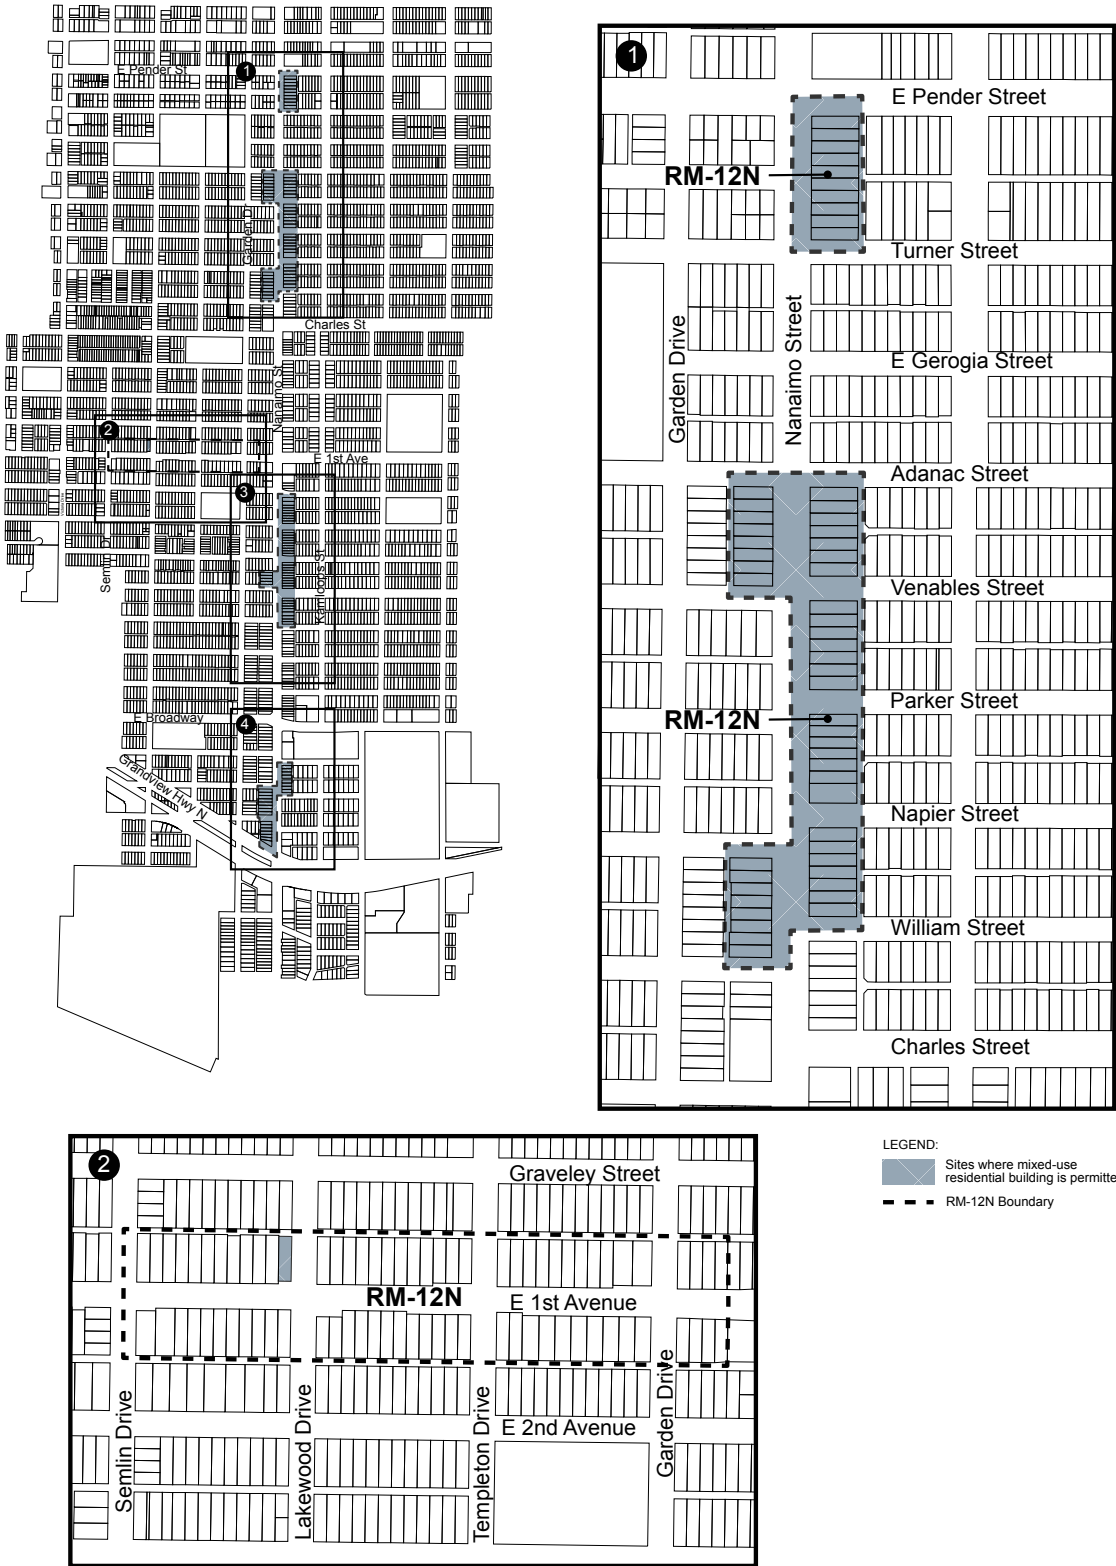 E Pender St
1
Garden Dr
Charles St
Nanaimo St
2
E 1st Ave
3
Semlin Dr
Kamloops St
E Broadway
4
Grandview Hwy N
1
E Pender Street
RM-12N
Turner Street
Garden Drive
Nanaimo Street
E Gerogia Street
Adanac Street
Venables Street
Parker Street
RM-12N
Napier Street
William Street
Charles Street
2
Graveley Street
RM-12N
E 1st Avenue
Semlin Drive
Lakewood Drive
Templeton Drive
Garden Drive
E 2nd Avenue
LEGEND:
Sites where mixed-use
residential building is permitte
RM-12N Boundary